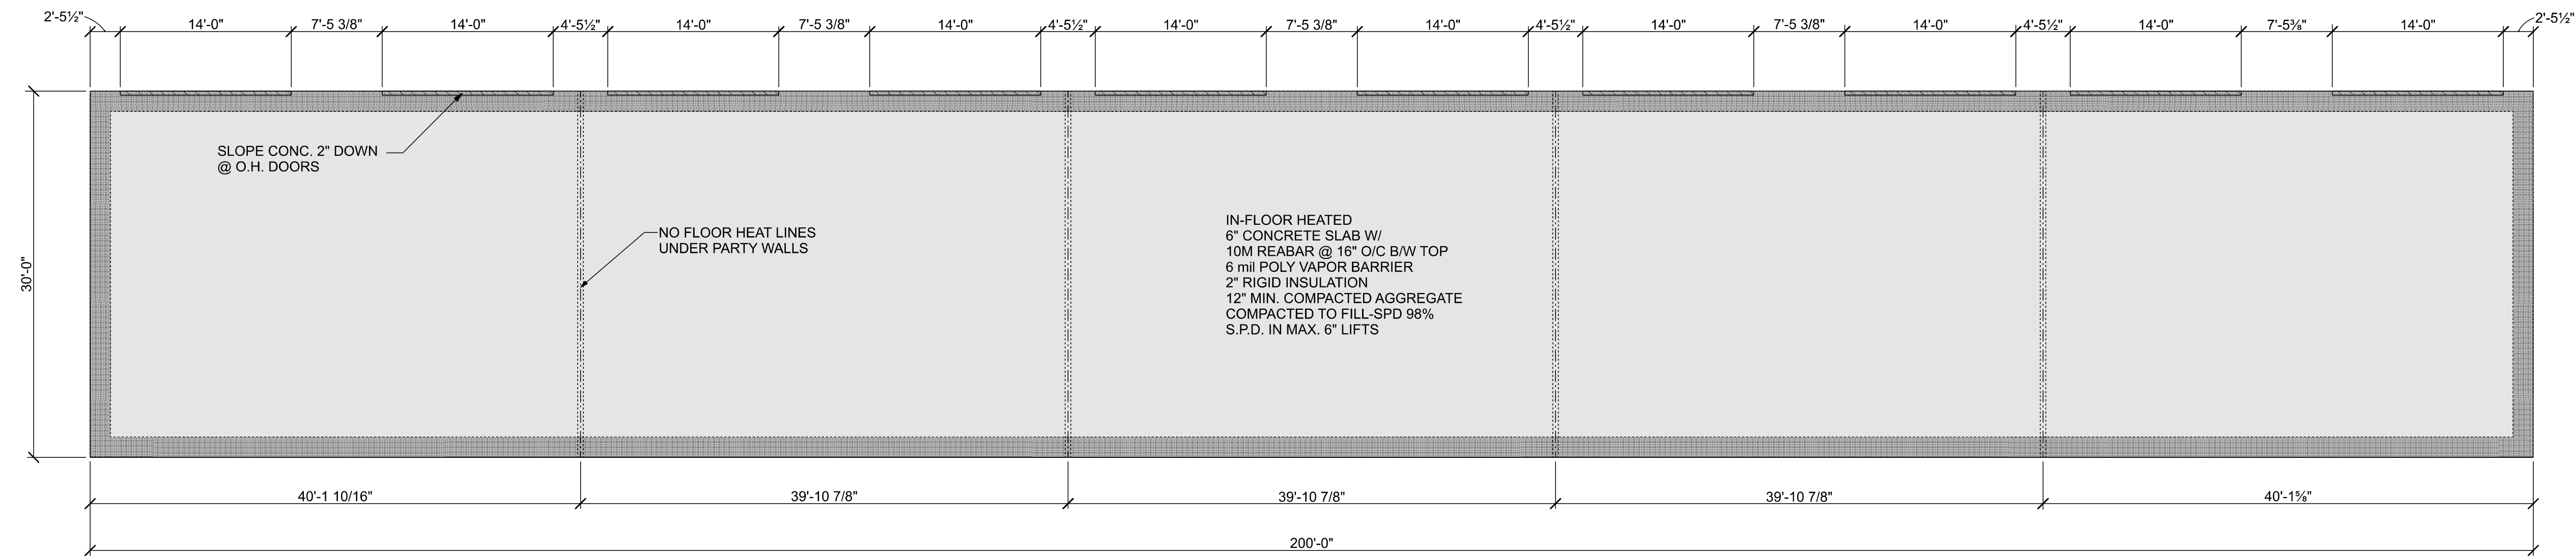 2'-5½"
14'-0"
7'-5 3/8"
14'-0"
4'-5½"
14'-0"
7'-5 3/8"
14'-0"
4'-5½"
14'-0"
7'-5 3/8"
14'-0"
4'-5½"
14'-0"
7'-5 3/8"
14'-0"
4'-5½"
14'-0"
7'-5⅜"
14'-0"
2'-5½"
SLOPE CONC. 2" DOWN
@ O.H. DOORS
NO FLOOR HEAT LINES
UNDER PARTY WALLS
IN-FLOOR HEATED
6" CONCRETE SLAB W/
10M REABAR @ 16" O/C B/W TOP
6 mil POLY VAPOR BARRIER
2" RIGID INSULATION
12" MIN. COMPACTED AGGREGATE
COMPACTED TO FILL-SPD 98%
S.P.D. IN MAX. 6" LIFTS
30'-0"
40'-1 10/16"
39'-10 7/8"
39'-10 7/8"
39'-10 7/8"
40'-1⅝"
200'-0"